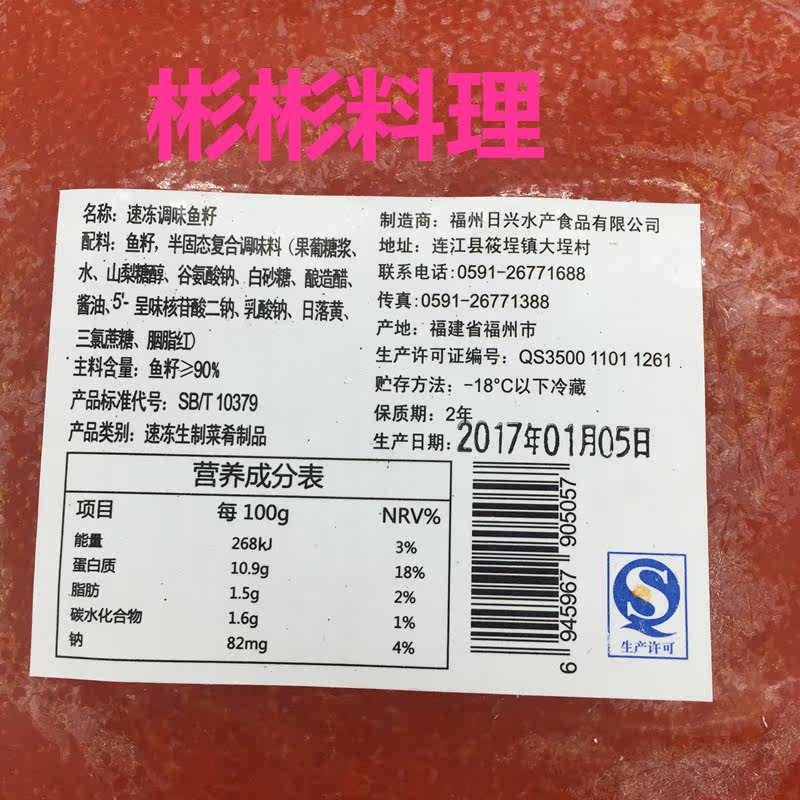 彬彬料理
名称：速冻调味鱼籽
配料：鱼籽，半固态复合调味料（果葡糖浆、
水、山梨糖醇、谷氨酸钠、白砂糖、酿造醋、
酱油、5'- 呈味核苷酸二钠、乳酸钠、日落黄、
三氯蔗糖、胭脂红）
主料含量：鱼籽≥90%
产品标准代号：SB/T 10379
产品类别：速冻生制菜肴制品
制造商：福州日兴水产食品有限公司
地址：连江县筱埕镇大埕村
联系电话:0591-26771688
传真:0591-26771388
产地：福建省福州市
生产许可证编号：QS3500 1101 1261
贮存方法：-18°C以下冷藏
保质期：2年
生产日期:2017年01月05日
营养成分表
项目 每 100g NRV%
能量 268kJ 3%
蛋白质 10.9g 18%
脂肪 1.5g 2%
碳水化合物 1.6g 1%
钠 82mg 4%
6 945967 905057
生产许可